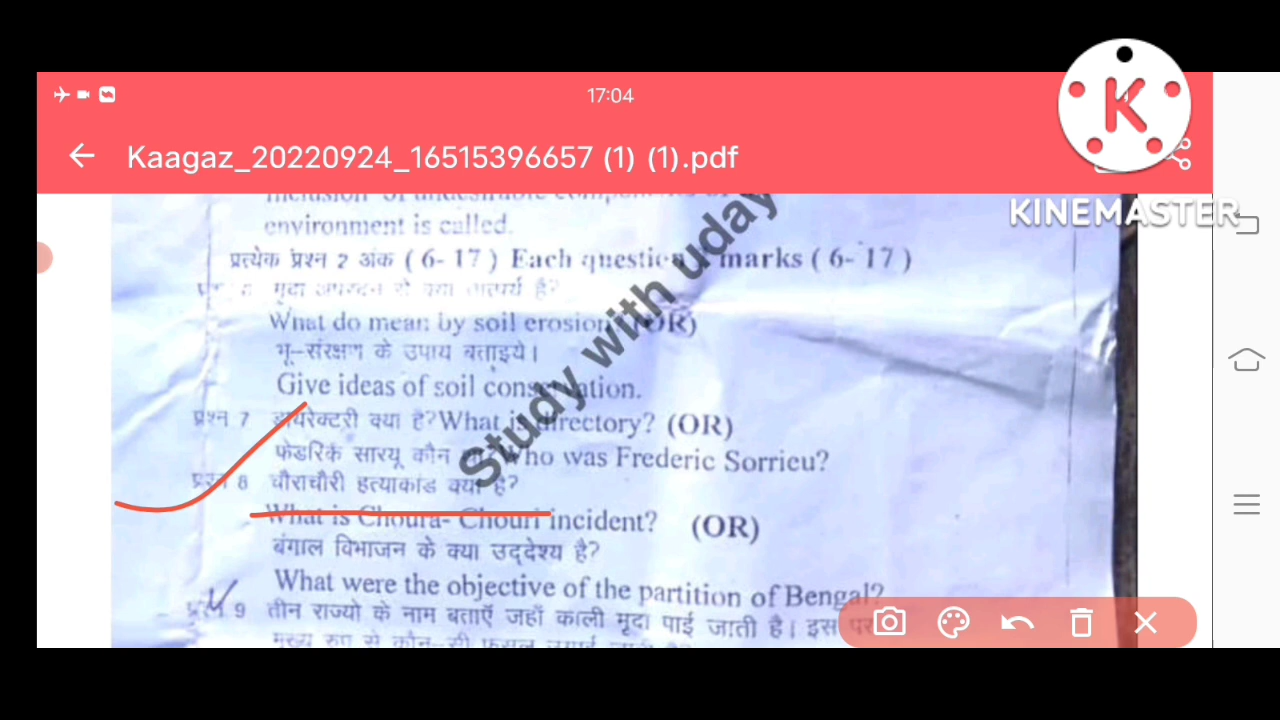 17:04
Kaagaz_20220924_16515396657 (1) (1).pdf
KINEMASTER
environment is called.
प्रत्येक प्रश्न 2 अंक ( 6- 17 ) Each question marks ( 6- 17 )
मृदा अपरदन से क्या तात्पर्य है?
What do mean by soil erosion (OR)
भू-संरक्षण के उपाय बताइये।
Give ideas of soil conservation.
प्रश्न 7 डायरेक्टरी क्या है? What is directory? (OR)
फेडरिक सारयू कौन था Who was Frederic Sorrieu?
प्रश्न 8 चौराचौरी हत्याकांड क्या है?
What is Choura- Chouri incident? (OR)
बंगाल विभाजन के क्या उद्देश्य है?
What were the objective of the partition of Bengal?
प्रश्न 9 तीन राज्यो के नाम बताएँ जहाँ काली मृदा पाई जाती है। इस पर
Study with uday